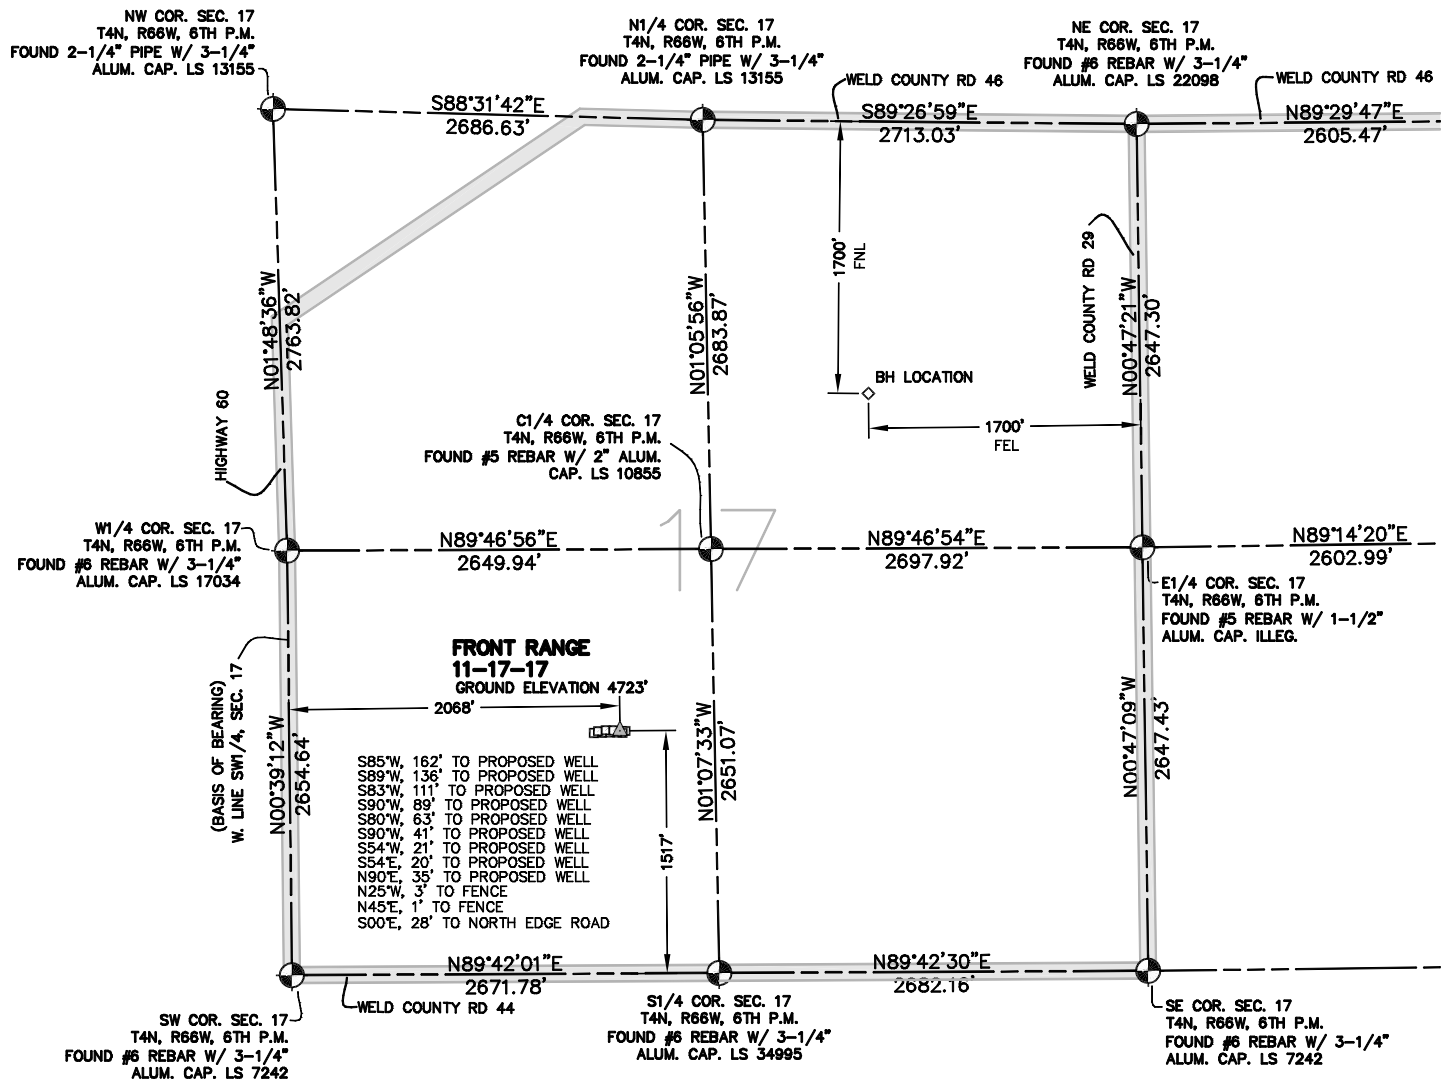 NW COR. SEC. 17
T4N, R66W, 6TH P.M.
FOUND 2-1/4" PIPE W/ 3-1/4"
ALUM. CAP. LS 13155
N1/4 COR. SEC. 17
T4N, R66W, 6TH P.M.
FOUND 2-1/4" PIPE W/ 3-1/4"
ALUM. CAP. LS 13155
NE COR. SEC. 17
T4N, R66W, 6TH P.M.
FOUND #6 REBAR W/ 3-1/4"
ALUM. CAP. LS 22098
WELD COUNTY RD 46
WELD COUNTY RD 46
S88°31'42"E
2686.63'
S89°26'59"E
2713.03'
N89°29'47"E
2605.47'
N01°48'36"W
2763.82'
N01°05'56"W
2683.87'
1700'
FNL
WELD COUNTY RD 29
N00°47'21"W
2647.30'
BH LOCATION
1700'
FEL
HIGHWAY 60
C1/4 COR. SEC. 17
T4N, R66W, 6TH P.M.
FOUND #5 REBAR W/ 2" ALUM.
CAP. LS 10855
17
W1/4 COR. SEC. 17
T4N, R66W, 6TH P.M.
FOUND #6 REBAR W/ 3-1/4"
ALUM. CAP. LS 17034
N89°46'56"E
2649.94'
N89°46'54"E
2697.92'
N89°14'20"E
2602.99'
E1/4 COR. SEC. 17
T4N, R66W, 6TH P.M.
FOUND #5 REBAR W/ 1-1/2"
ALUM. CAP. ILLEG.
FRONT RANGE
11-17-17
GROUND ELEVATION 4723'
2068'
(BASIS OF BEARING)
W. LINE SW1/4, SEC. 17
N00°39'12"W
2654.64'
S85°W, 162' TO PROPOSED WELL
S89°W, 136' TO PROPOSED WELL
S83°W, 111' TO PROPOSED WELL
S90°W, 89' TO PROPOSED WELL
S80°W, 63' TO PROPOSED WELL
S90°W, 41' TO PROPOSED WELL
S54°W, 21' TO PROPOSED WELL
S54°E, 20' TO PROPOSED WELL
N90°E, 35' TO PROPOSED WELL
N25°W, 3' TO FENCE
N45°E, 1' TO FENCE
S00°E, 28' TO NORTH EDGE ROAD
1517'
N01°07'33"W
2651.07'
N00°47'09"W
2647.43'
N89°42'01"E
2671.78'
N89°42'30"E
2682.16'
WELD COUNTY RD 44
SW COR. SEC. 17
T4N, R66W, 6TH P.M.
FOUND #6 REBAR W/ 3-1/4"
ALUM. CAP. LS 7242
S1/4 COR. SEC. 17
T4N, R66W, 6TH P.M.
FOUND #6 REBAR W/ 3-1/4"
ALUM. CAP. LS 34995
SE COR. SEC. 17
T4N, R66W, 6TH P.M.
FOUND #6 REBAR W/ 3-1/4"
ALUM. CAP. LS 7242